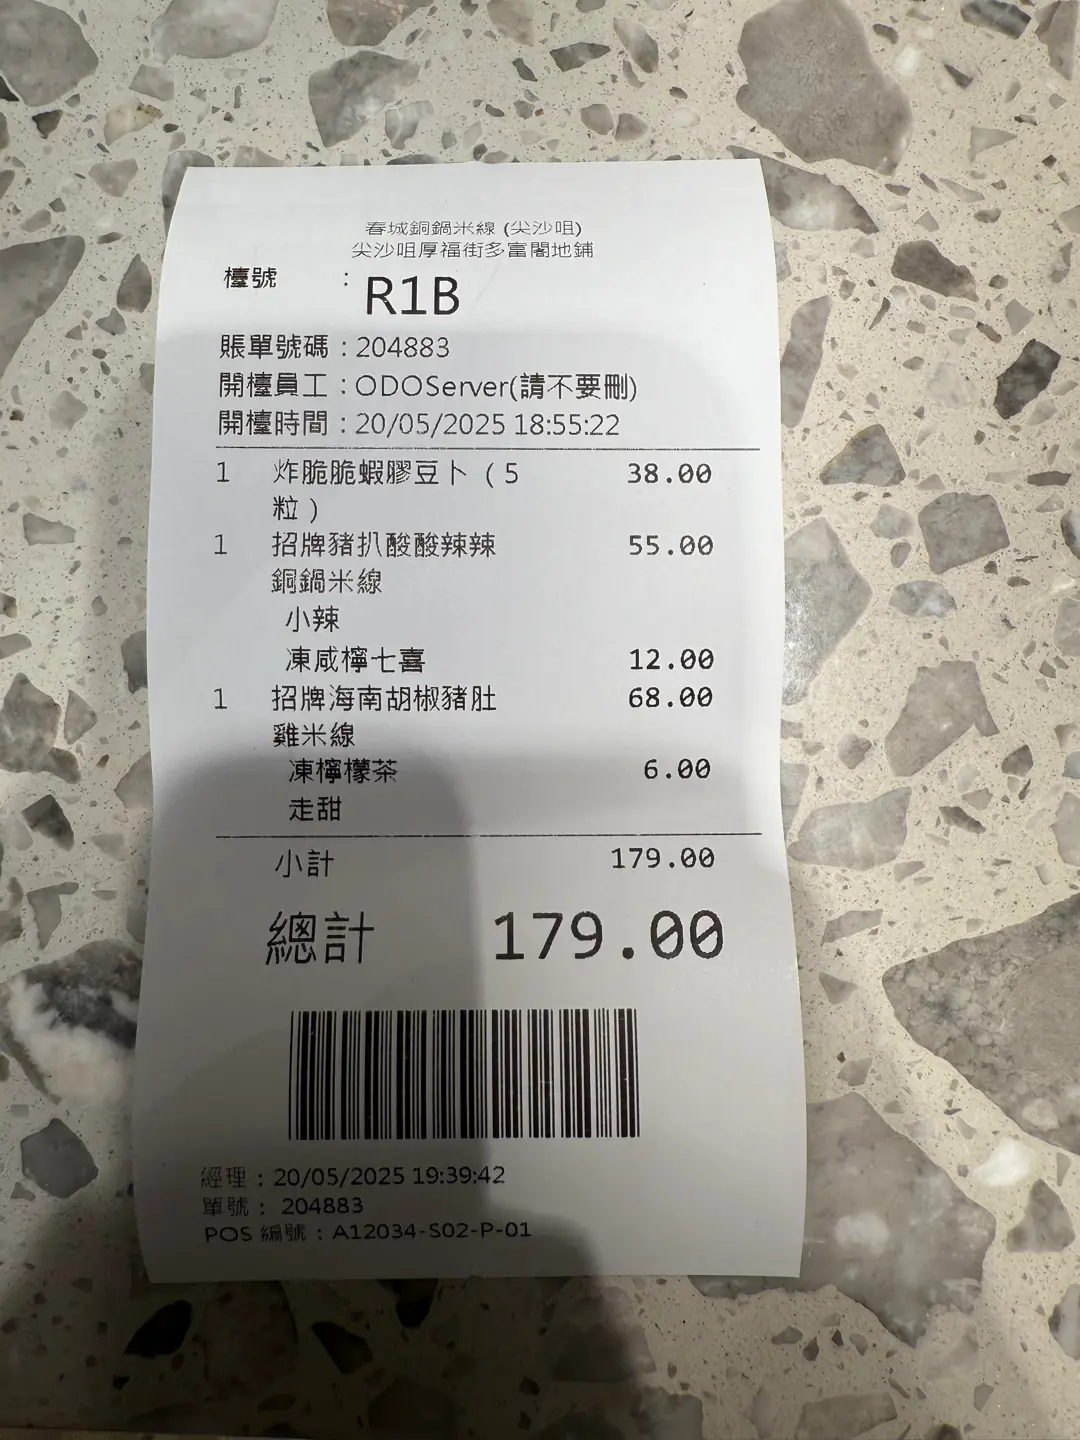 春城銅鍋米線 (尖沙咀)
尖沙咀厚福街多富閣地鋪
檯號 : R1B
賬單號碼 : 204883
開檯員工 : ODOServer(請不要刪)
開檯時間 : 20/05/2025 18:55:22
1 炸脆脆蝦膠豆卜（5 38.00
粒）
1 招牌豬扒酸酸辣辣 55.00
銅鍋米線
小辣
凍咸檸七喜 12.00
1 招牌海南胡椒豬肚 68.00
雞米線
凍檸檬茶 6.00
走甜
小計 179.00
總計 179.00
經理 : 20/05/2025 19:39:42
單號 : 204883
POS 編號 : A12034-S02-P-01